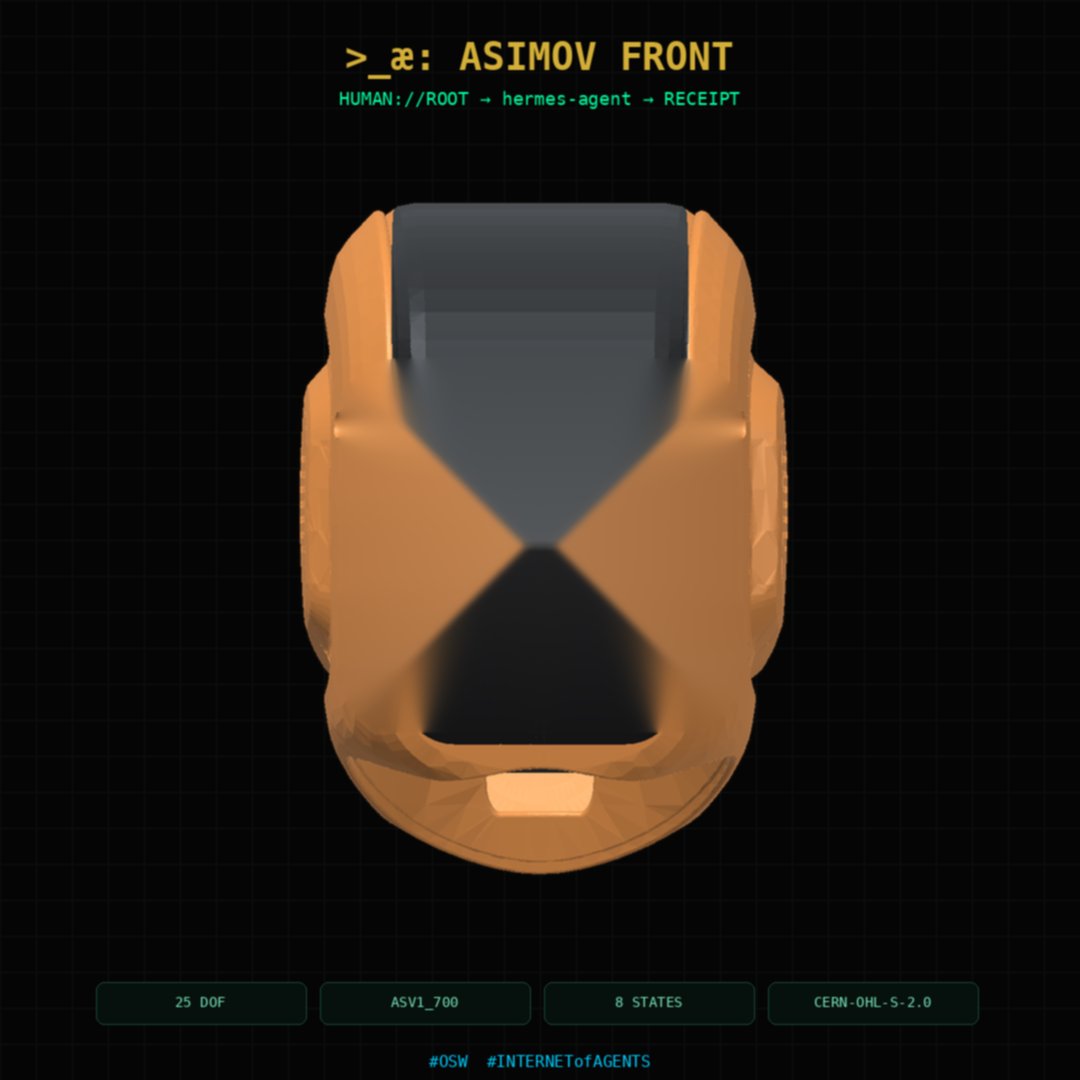 >_æ: ASIMOV FRONT
HUMAN://ROOT → hermes-agent → RECEIPT
25 DOF
ASV1_700
8 STATES
CERN-OHL-S-2.0
#OSW #INTERNETofAGENTS